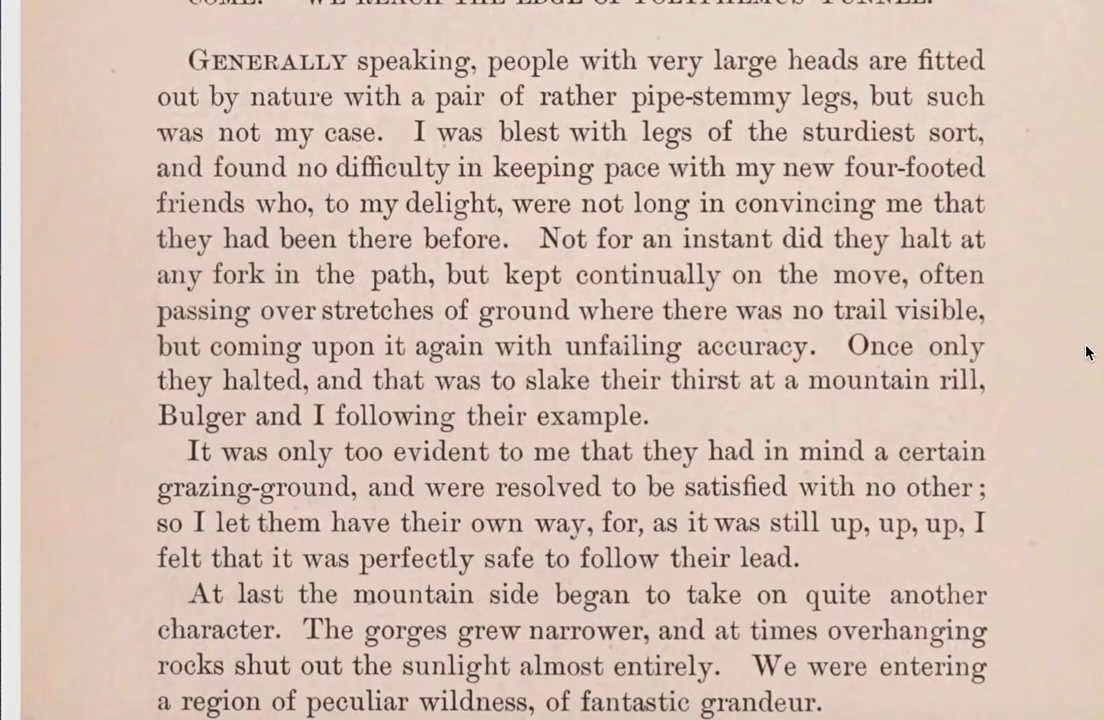 COME. WE REACH THE EDGE OF POLYPHEMUS' FUNNEL.
GENERALLY speaking, people with very large heads are fitted
out by nature with a pair of rather pipe-stemmy legs, but such
was not my case. I was blest with legs of the sturdiest sort,
and found no difficulty in keeping pace with my new four-footed
friends who, to my delight, were not long in convincing me that
they had been there before. Not for an instant did they halt at
any fork in the path, but kept continually on the move, often
passing over stretches of ground where there was no trail visible,
but coming upon it again with unfailing accuracy. Once only
they halted, and that was to slake their thirst at a mountain rill,
Bulger and I following their example.
It was only too evident to me that they had in mind a certain
grazing-ground, and were resolved to be satisfied with no other;
so I let them have their own way, for, as it was still up, up, up, I
felt that it was perfectly safe to follow their lead.
At last the mountain side began to take on quite another
character. The gorges grew narrower, and at times overhanging
rocks shut out the sunlight almost entirely. We were entering
a region of peculiar wildness, of fantastic grandeur.